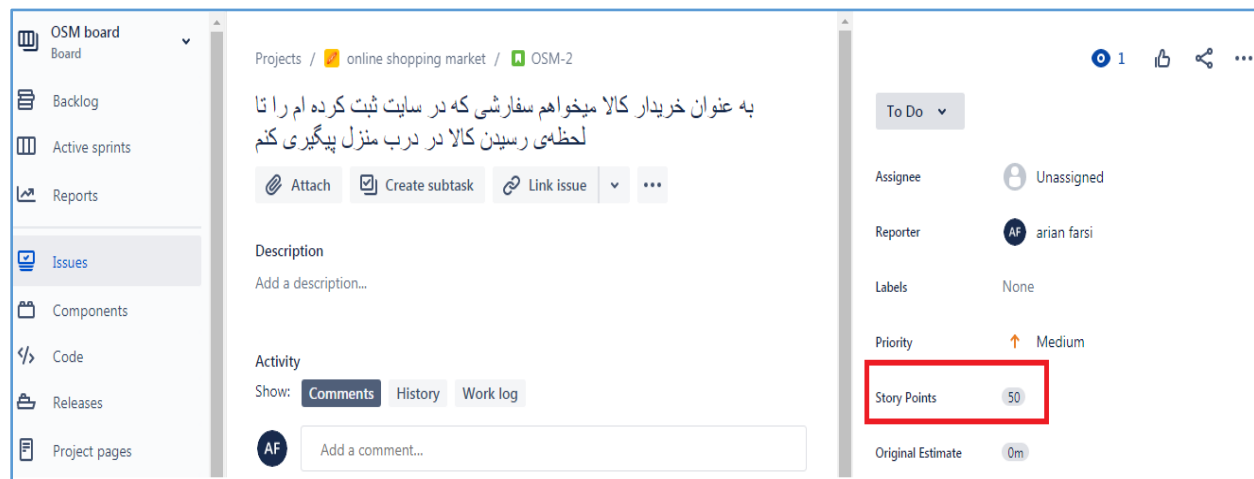 OSM board
Board
Backlog
Active sprints
Reports
Issues
Components
Code
Releases
Project pages
Projects / online shopping market / OSM-2
به عنوان خریدار کالا میخواهم سفارشی که در سایت ثبت کرده ام را تا
لحظه‌ی رسیدن کالا در درب منزل پیگیری کنم
Attach Create subtask Link issue
Description
Add a description...
Activity
Show: Comments History Work log
AF Add a comment...
1
To Do
Assignee Unassigned
Reporter AF arian farsi
Labels None
Priority Medium
Story Points 50
Original Estimate 0m